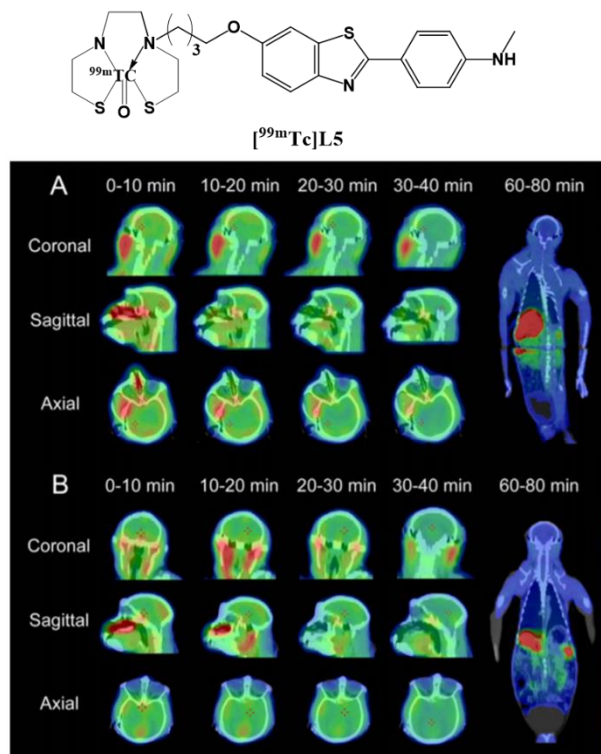 O
S
N
N
( )3
NH
99mTC
N
S
S
O
[99mTc]L5
A
0-10 min 10-20 min 20-30 min 30-40 min 60-80 min
Coronal
Sagittal
Axial
B
0-10 min 10-20 min 20-30 min 30-40 min 60-80 min
Coronal
Sagittal
Axial